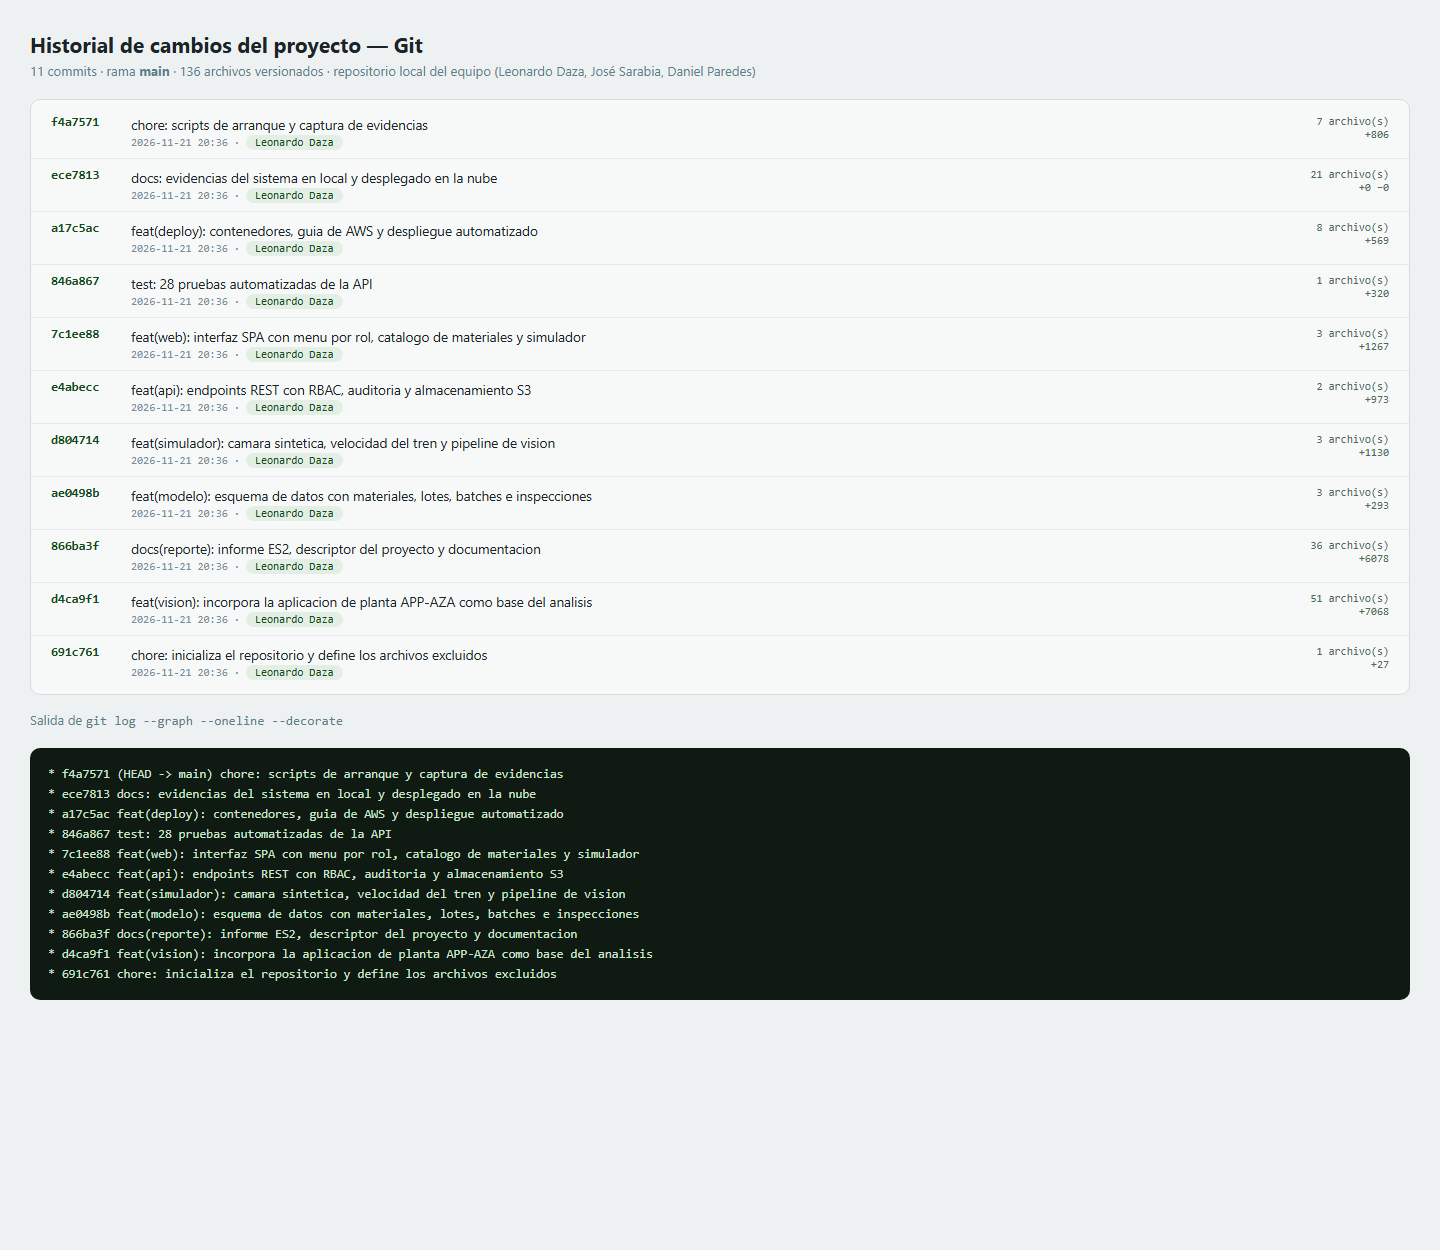 Historial de cambios del proyecto — Git
11 commits · rama main · 136 archivos versionados · repositorio local del equipo (Leonardo Daza, José Sarabia, Daniel Paredes)
f4a7571 chore: scripts de arranque y captura de evidencias 7 archivo(s)
2026-11-21 20:36 · Leonardo Daza +806
ece7813 docs: evidencias del sistema en local y desplegado en la nube 21 archivo(s)
2026-11-21 20:36 · Leonardo Daza +0 −0
a17c5ac feat(deploy): contenedores, guia de AWS y despliegue automatizado 8 archivo(s)
2026-11-21 20:36 · Leonardo Daza +569
846a867 test: 28 pruebas automatizadas de la API 1 archivo(s)
2026-11-21 20:36 · Leonardo Daza +320
7c1ee88 feat(web): interfaz SPA con menu por rol, catalogo de materiales y simulador 3 archivo(s)
2026-11-21 20:36 · Leonardo Daza +1267
e4abecc feat(api): endpoints REST con RBAC, auditoria y almacenamiento S3 2 archivo(s)
2026-11-21 20:36 · Leonardo Daza +973
d804714 feat(simulador): camara sintetica, velocidad del tren y pipeline de vision 3 archivo(s)
2026-11-21 20:36 · Leonardo Daza +1130
ae0498b feat(modelo): esquema de datos con materiales, lotes, batches e inspecciones 3 archivo(s)
2026-11-21 20:36 · Leonardo Daza +293
866ba3f docs(reporte): informe ES2, descriptor del proyecto y documentacion 36 archivo(s)
2026-11-21 20:36 · Leonardo Daza +6078
d4ca9f1 feat(vision): incorpora la aplicacion de planta APP-AZA como base del analisis 51 archivo(s)
2026-11-21 20:36 · Leonardo Daza +7068
691c761 chore: inicializa el repositorio y define los archivos excluidos 1 archivo(s)
2026-11-21 20:36 · Leonardo Daza +27
Salida de git log --graph --oneline --decorate
* f4a7571 (HEAD -> main) chore: scripts de arranque y captura de evidencias
* ece7813 docs: evidencias del sistema en local y desplegado en la nube
* a17c5ac feat(deploy): contenedores, guia de AWS y despliegue automatizado
* 846a867 test: 28 pruebas automatizadas de la API
* 7c1ee88 feat(web): interfaz SPA con menu por rol, catalogo de materiales y simulador
* e4abecc feat(api): endpoints REST con RBAC, auditoria y almacenamiento S3
* d804714 feat(simulador): camara sintetica, velocidad del tren y pipeline de vision
* ae0498b feat(modelo): esquema de datos con materiales, lotes, batches e inspecciones
* 866ba3f docs(reporte): informe ES2, descriptor del proyecto y documentacion
* d4ca9f1 feat(vision): incorpora la aplicacion de planta APP-AZA como base del analisis
* 691c761 chore: inicializa el repositorio y define los archivos excluidos